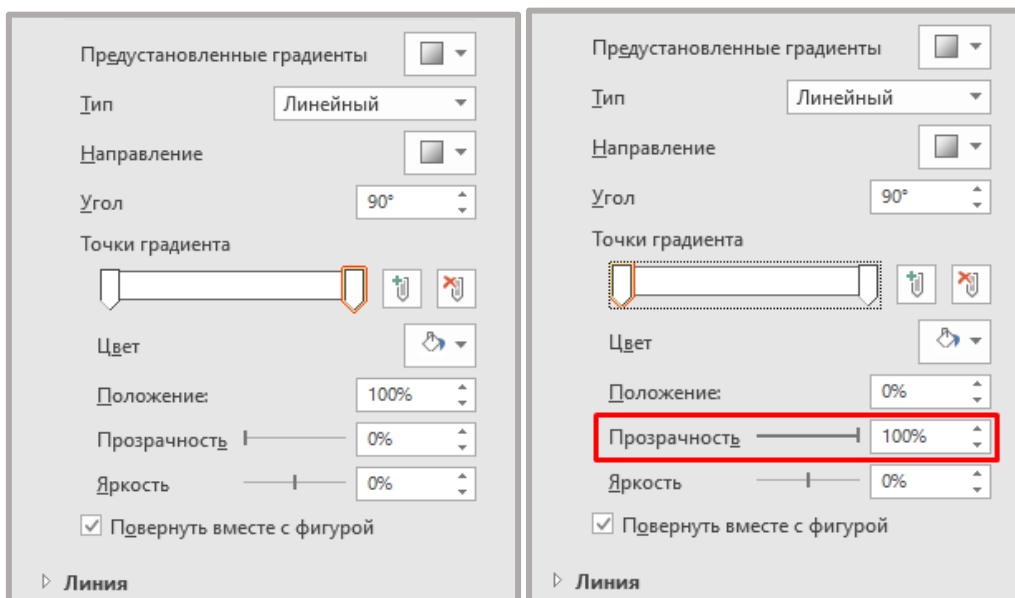 Предустановленные градиенты
Тип Линейный
Направление
Угол 90°
Точки градиента
Цвет
Положение: 100%
Прозрачность 0%
Яркость 0%
Повернуть вместе с фигурой
Линия
Предустановленные градиенты
Тип Линейный
Направление
Угол 90°
Точки градиента
Цвет
Положение: 0%
Прозрачность 100%
Яркость 0%
Повернуть вместе с фигурой
Линия